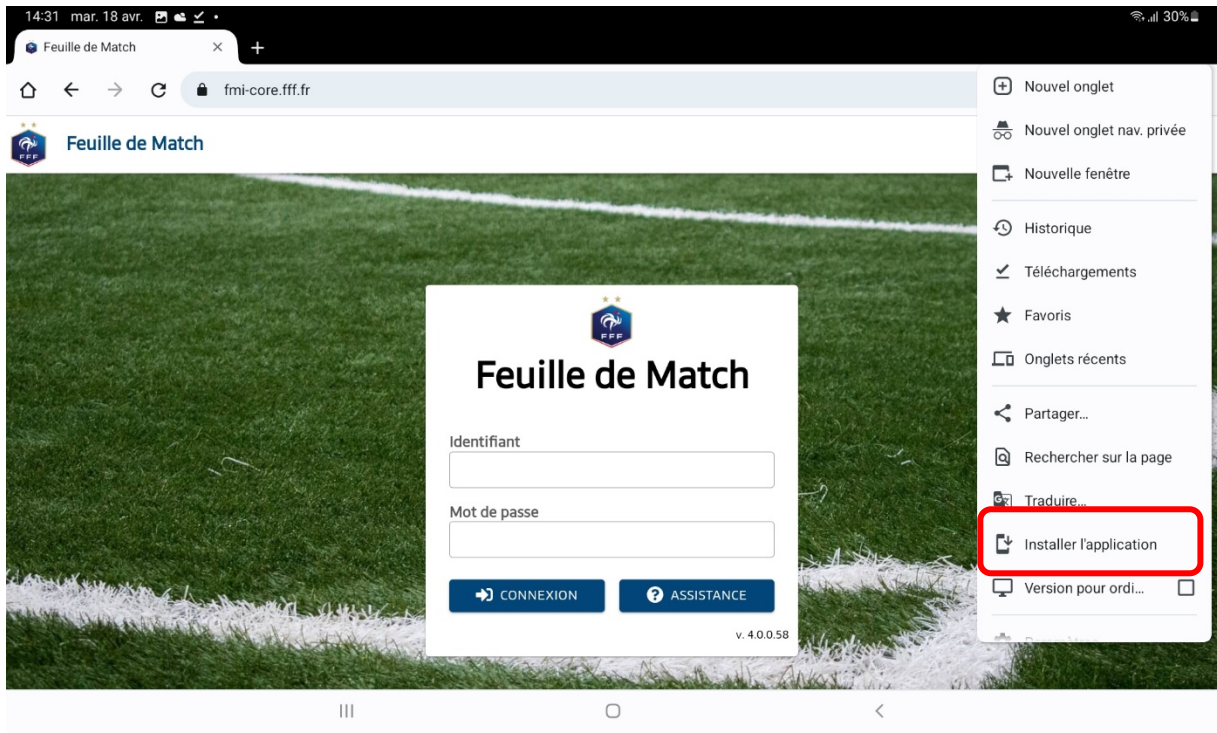 14:31 mar. 18 avr.
30%
Feuille de Match
fmi-core.fff.fr
FFF
Feuille de Match
FFF
Feuille de Match
Identifiant
Mot de passe
CONNEXION
ASSISTANCE
v. 4.0.0.58
Nouvel onglet
Nouvel onglet nav. privée
Nouvelle fenêtre
Historique
Téléchargements
Favoris
Onglets récents
Partager...
Rechercher sur la page
Traduire...
Installer l'application
Version pour ordi...